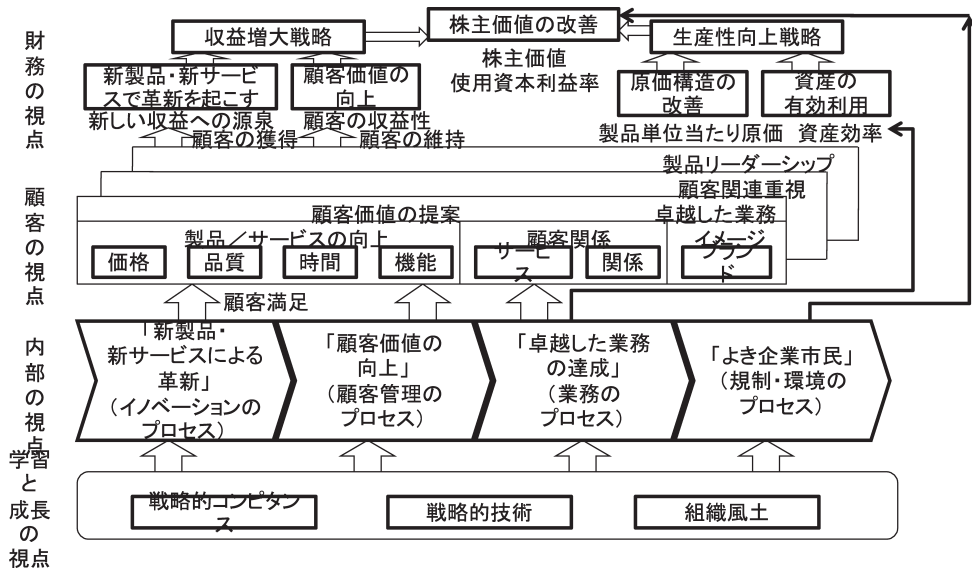 財務の視点
株主価値の改善
収益増大戦略
生産性向上戦略
株主価値
使用資本利益率
新製品・新サービ
スで革新を起こす
顧客価値の
向上
原価構造の
改善
資産の
有効利用
新しい収益への源泉
顧客の収益性
製品単位当たり原価
資産効率
顧客の獲得
顧客の維持
顧客の視点
製品リーダーシップ
顧客関連重視
顧客価値の提案
卓越した業務
製品／サービスの向上
顧客関係
イメージ
価格
品質
時間
機能
サービ
ス
関係
ブラン
ド
顧客満足
内部の視点
「新製品・
新サービスによる
革新」
（イノベーションの
プロセス）
「顧客価値の
向上」
（顧客管理の
プロセス）
「卓越した業務
の達成」
（業務の
プロセス）
「よき企業市民」
（規制・環境の
プロセス）
学習
と
成長
の
視点
戦略的コンピタン
ス
戦略的技術
組織風土